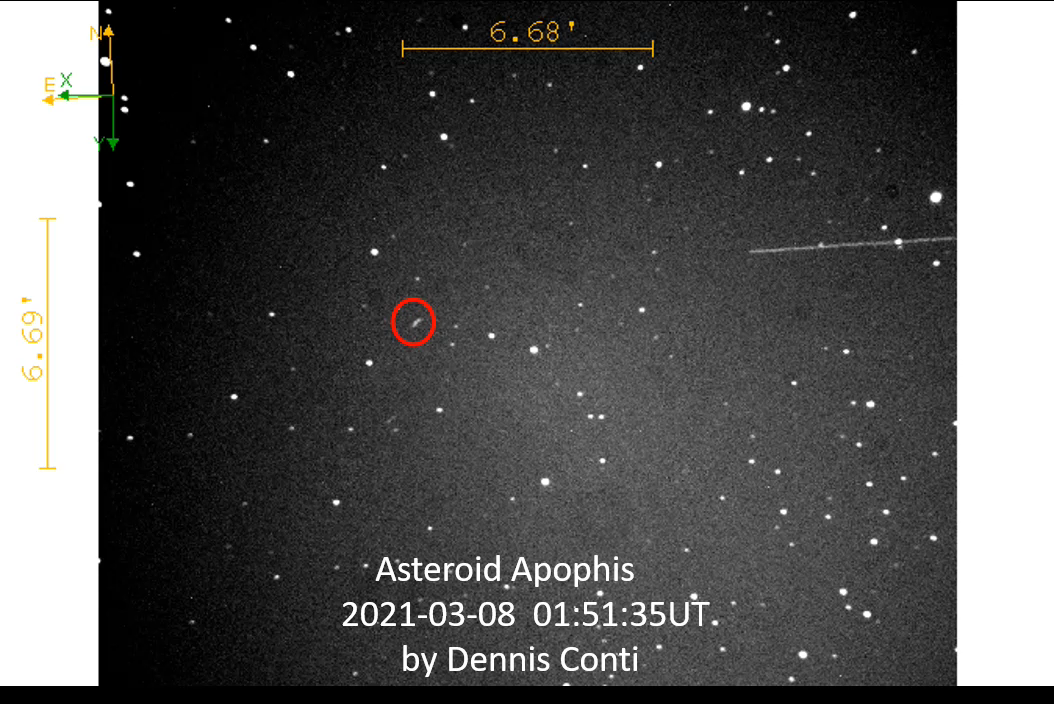 6.68'
N
E X
Y
6.69'
Asteroid Apophis
2021-03-08 01:51:35UT
by Dennis Conti